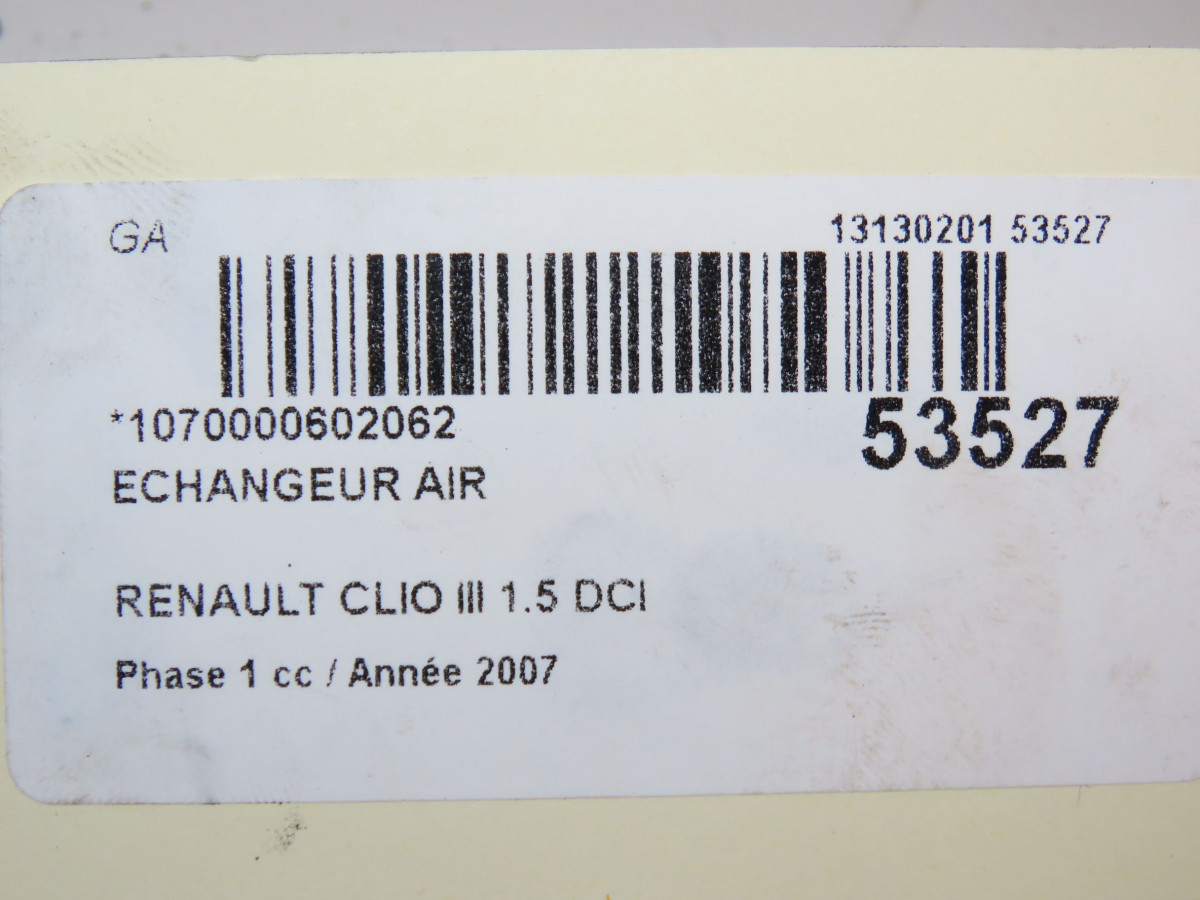 GA
13130201 53527
*1070000602062
53527
ECHANGEUR AIR
RENAULT CLIO III 1.5 DCI
Phase 1 cc / Année 2007